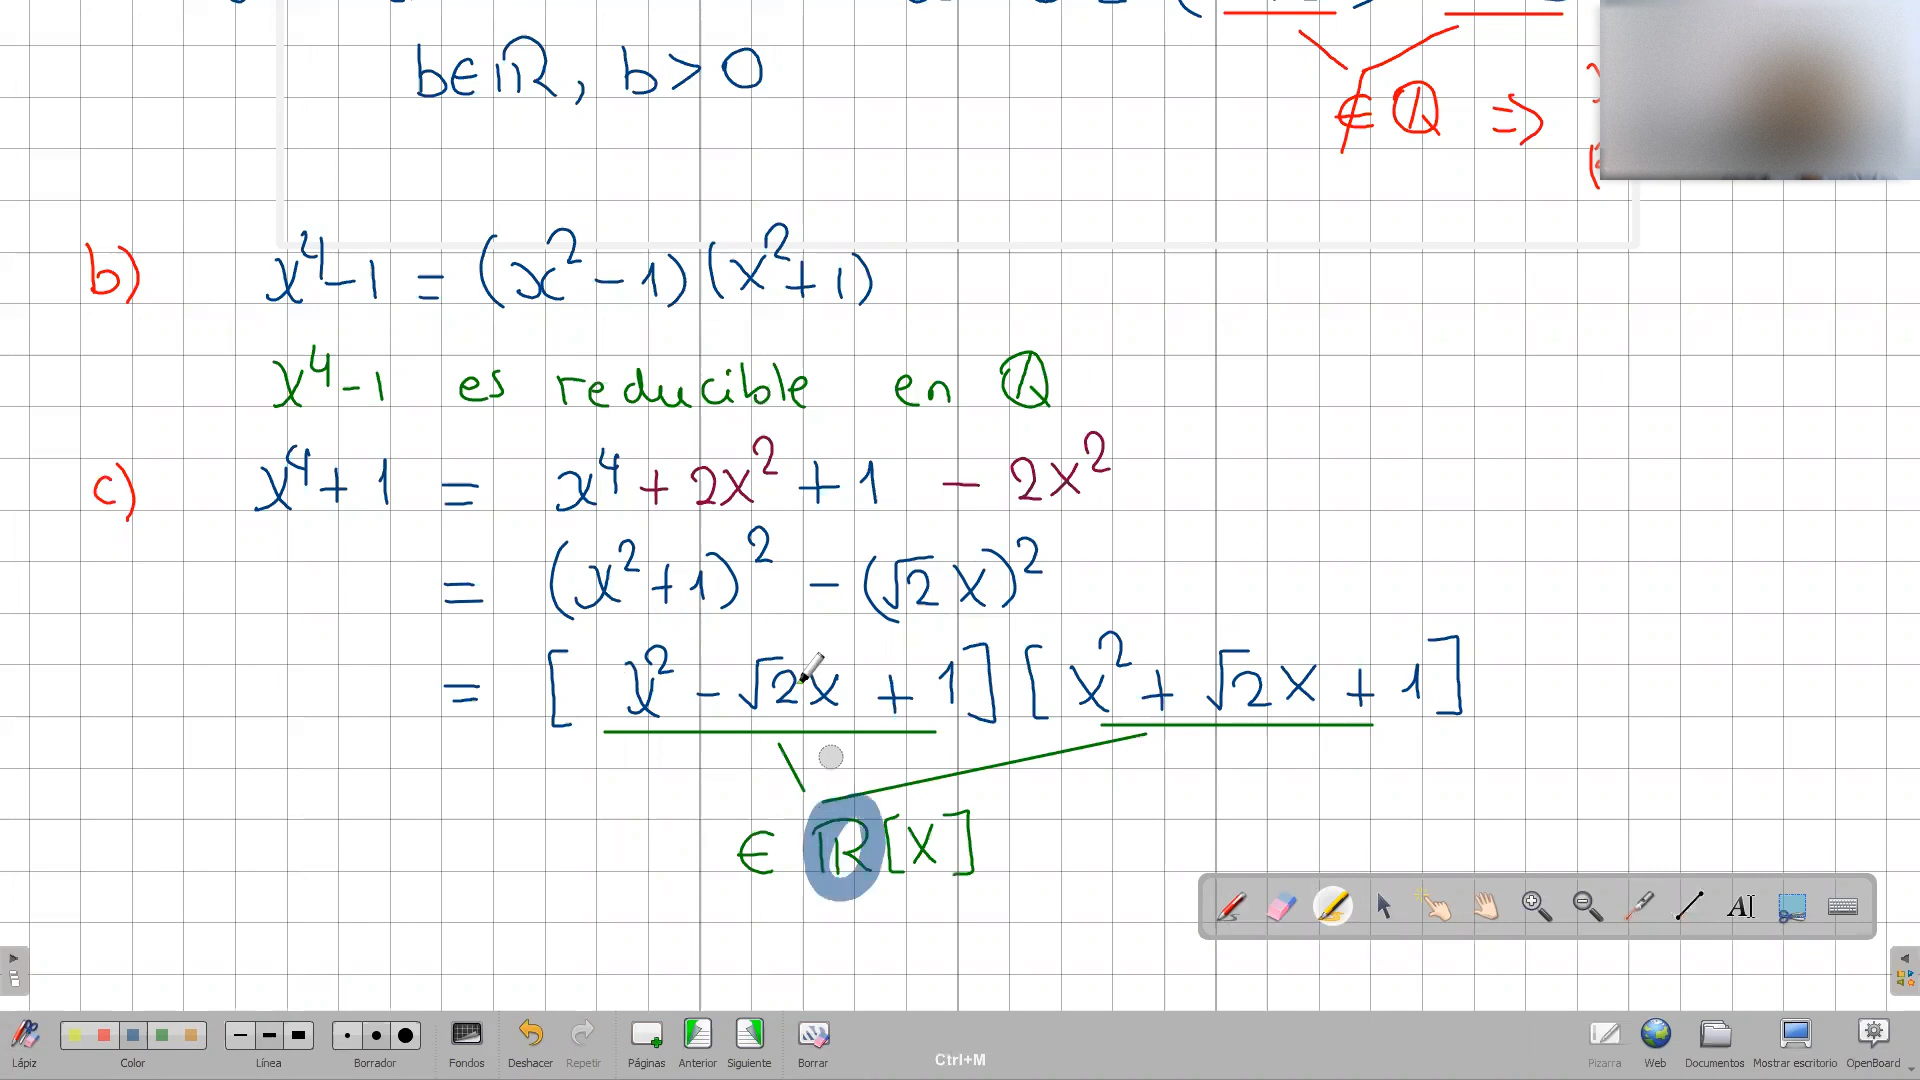 b∈ℝ, b>0
∉ ℚ ⇒
b) x⁴-1 = (x²-1)(x²+1)
x⁴-1 es reducible en ℚ
c) x⁴+1 = x⁴+2x²+1 - 2x²
= (x²+1)² - (√2x)²
= [x² - √2x + 1][x² + √2x + 1]
∈ ℝ[x]
Lápiz Color Línea Borrador Fondos Deshacer Repetir Páginas Anterior Siguiente Borrar Ctrl+M Pizarra Web Documentos Mostrar escritorio OpenBoard